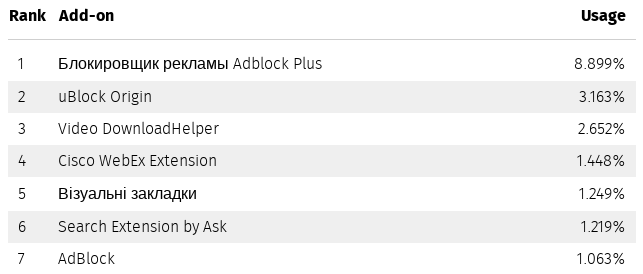 Rank Add-on Usage
1 Блокировщик рекламы Adblock Plus 8.899%
2 uBlock Origin 3.163%
3 Video DownloadHelper 2.652%
4 Cisco WebEx Extension 1.448%
5 Візуальні закладки 1.249%
6 Search Extension by Ask 1.219%
7 AdBlock 1.063%